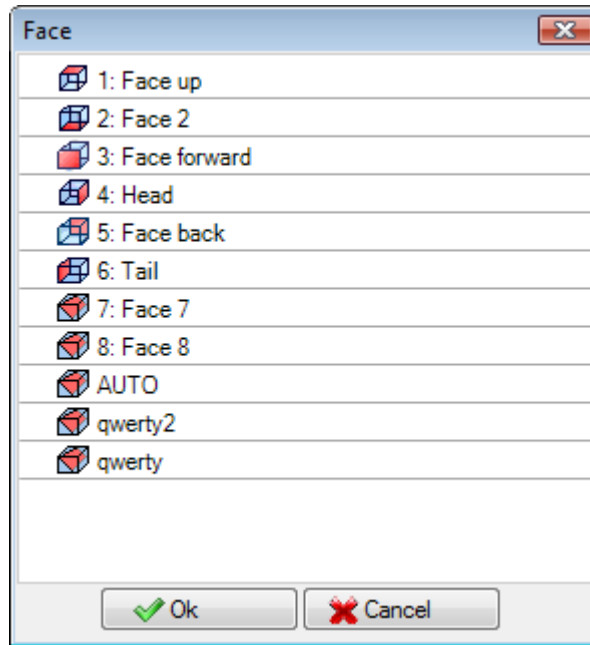 Face
1: Face up
2: Face 2
3: Face forward
4: Head
5: Face back
6: Tail
7: Face 7
8: Face 8
AUTO
qwerty2
qwerty
Ok
Cancel